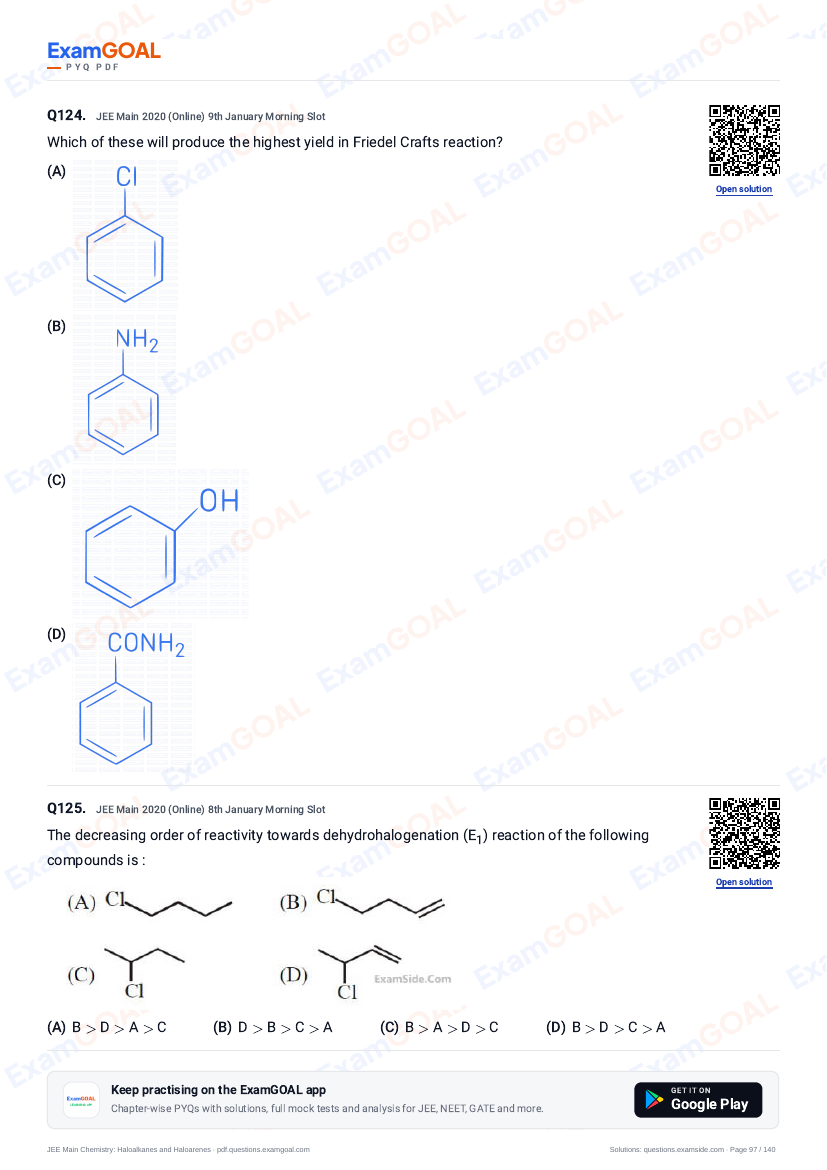 ExamGOAL
PYQ PDF
Q124. JEE Main 2020 (Online) 9th January Morning Slot
Which of these will produce the highest yield in Friedel Crafts reaction?
Open solution
(A)
Cl
(B)
NH2
(C)
OH
(D)
CONH2
Q125. JEE Main 2020 (Online) 8th January Morning Slot
The decreasing order of reactivity towards dehydrohalogenation (E1) reaction of the following
compounds is :
Open solution
(A) Cl
(B) Cl
(C) Cl
(D) Cl
ExamSide.Com
(A) B > D > A > C (B) D > B > C > A (C) B > A > D > C (D) B > D > C > A
ExamGOAL
Keep practising on the ExamGOAL app
Chapter-wise PYQs with solutions, full mock tests and analysis for JEE, NEET, GATE and more.
GET IT ON
Google Play
JEE Main Chemistry: Haloalkanes and Haloarenes · pdf.questions.examgoal.com
Solutions: questions.examside.com · Page 97 / 140